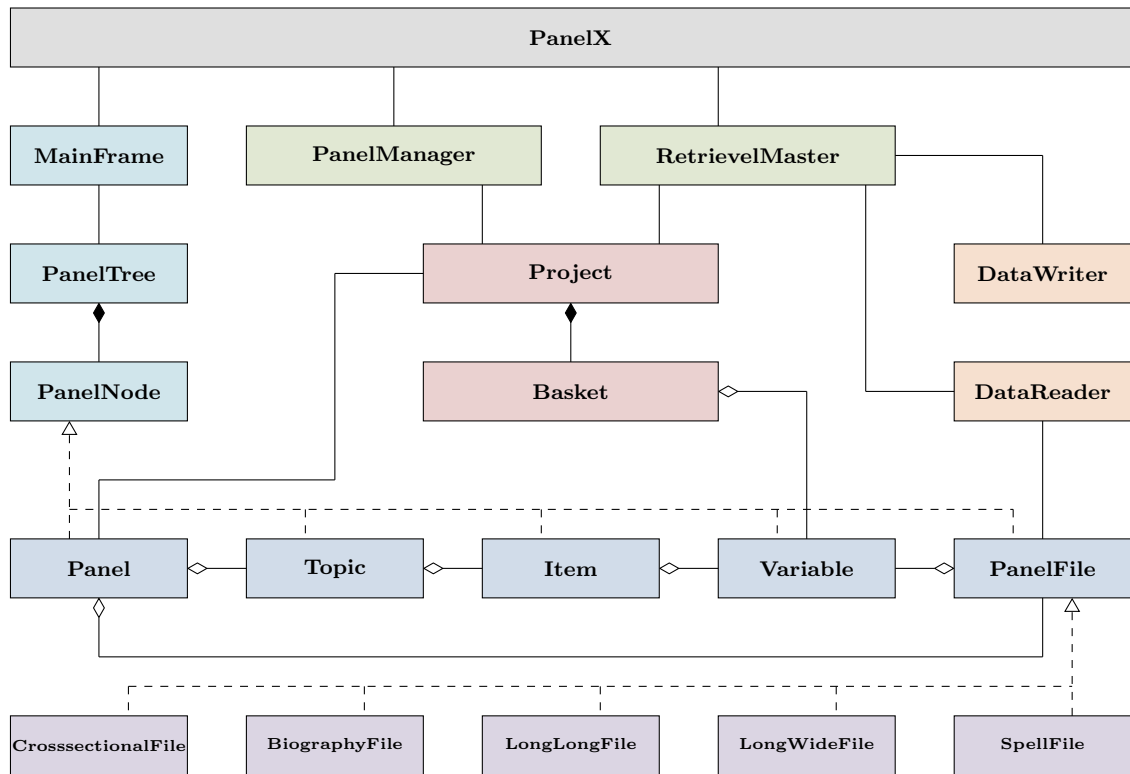 PanelX
MainFrame
PanelManager
RetrievelMaster
PanelTree
Project
DataWriter
PanelNode
Basket
DataReader
Panel
Topic
Item
Variable
PanelFile
CrosssectionalFile
BiographyFile
LongLongFile
LongWideFile
SpellFile